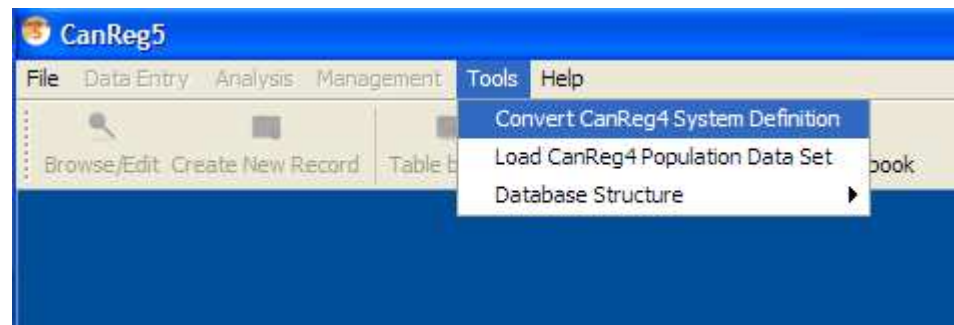 CanReg5
File Data Entry Analysis Management Tools Help
Convert CanReg4 System Definition
Load CanReg4 Population Data Set
Database Structure
Browse/Edit Create New Record Table